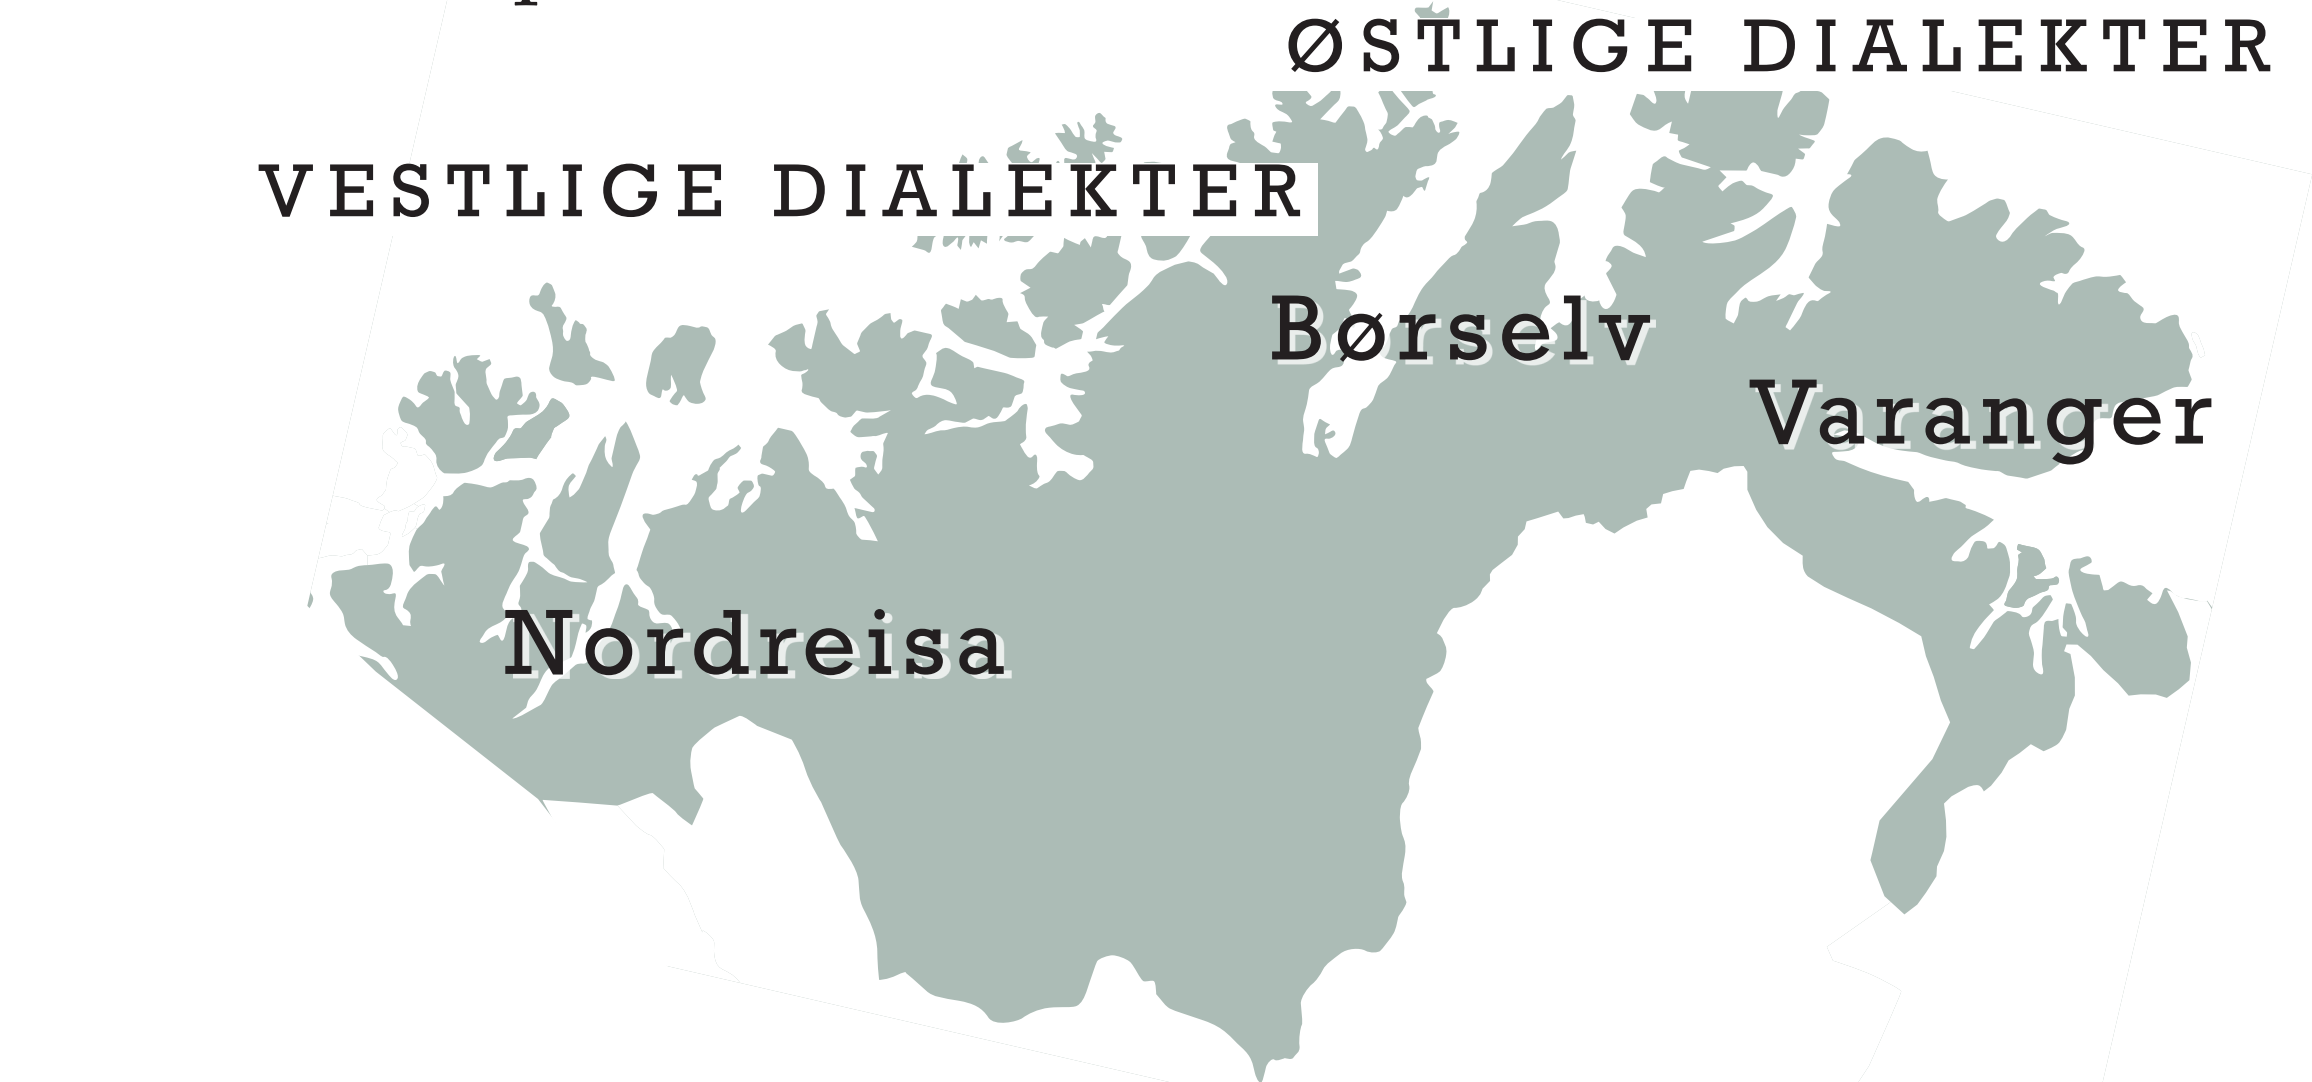 ØSTLIGE DIALEKTER
VESTLIGE DIALEKTER
Børselv
Varanger
Nordreisa